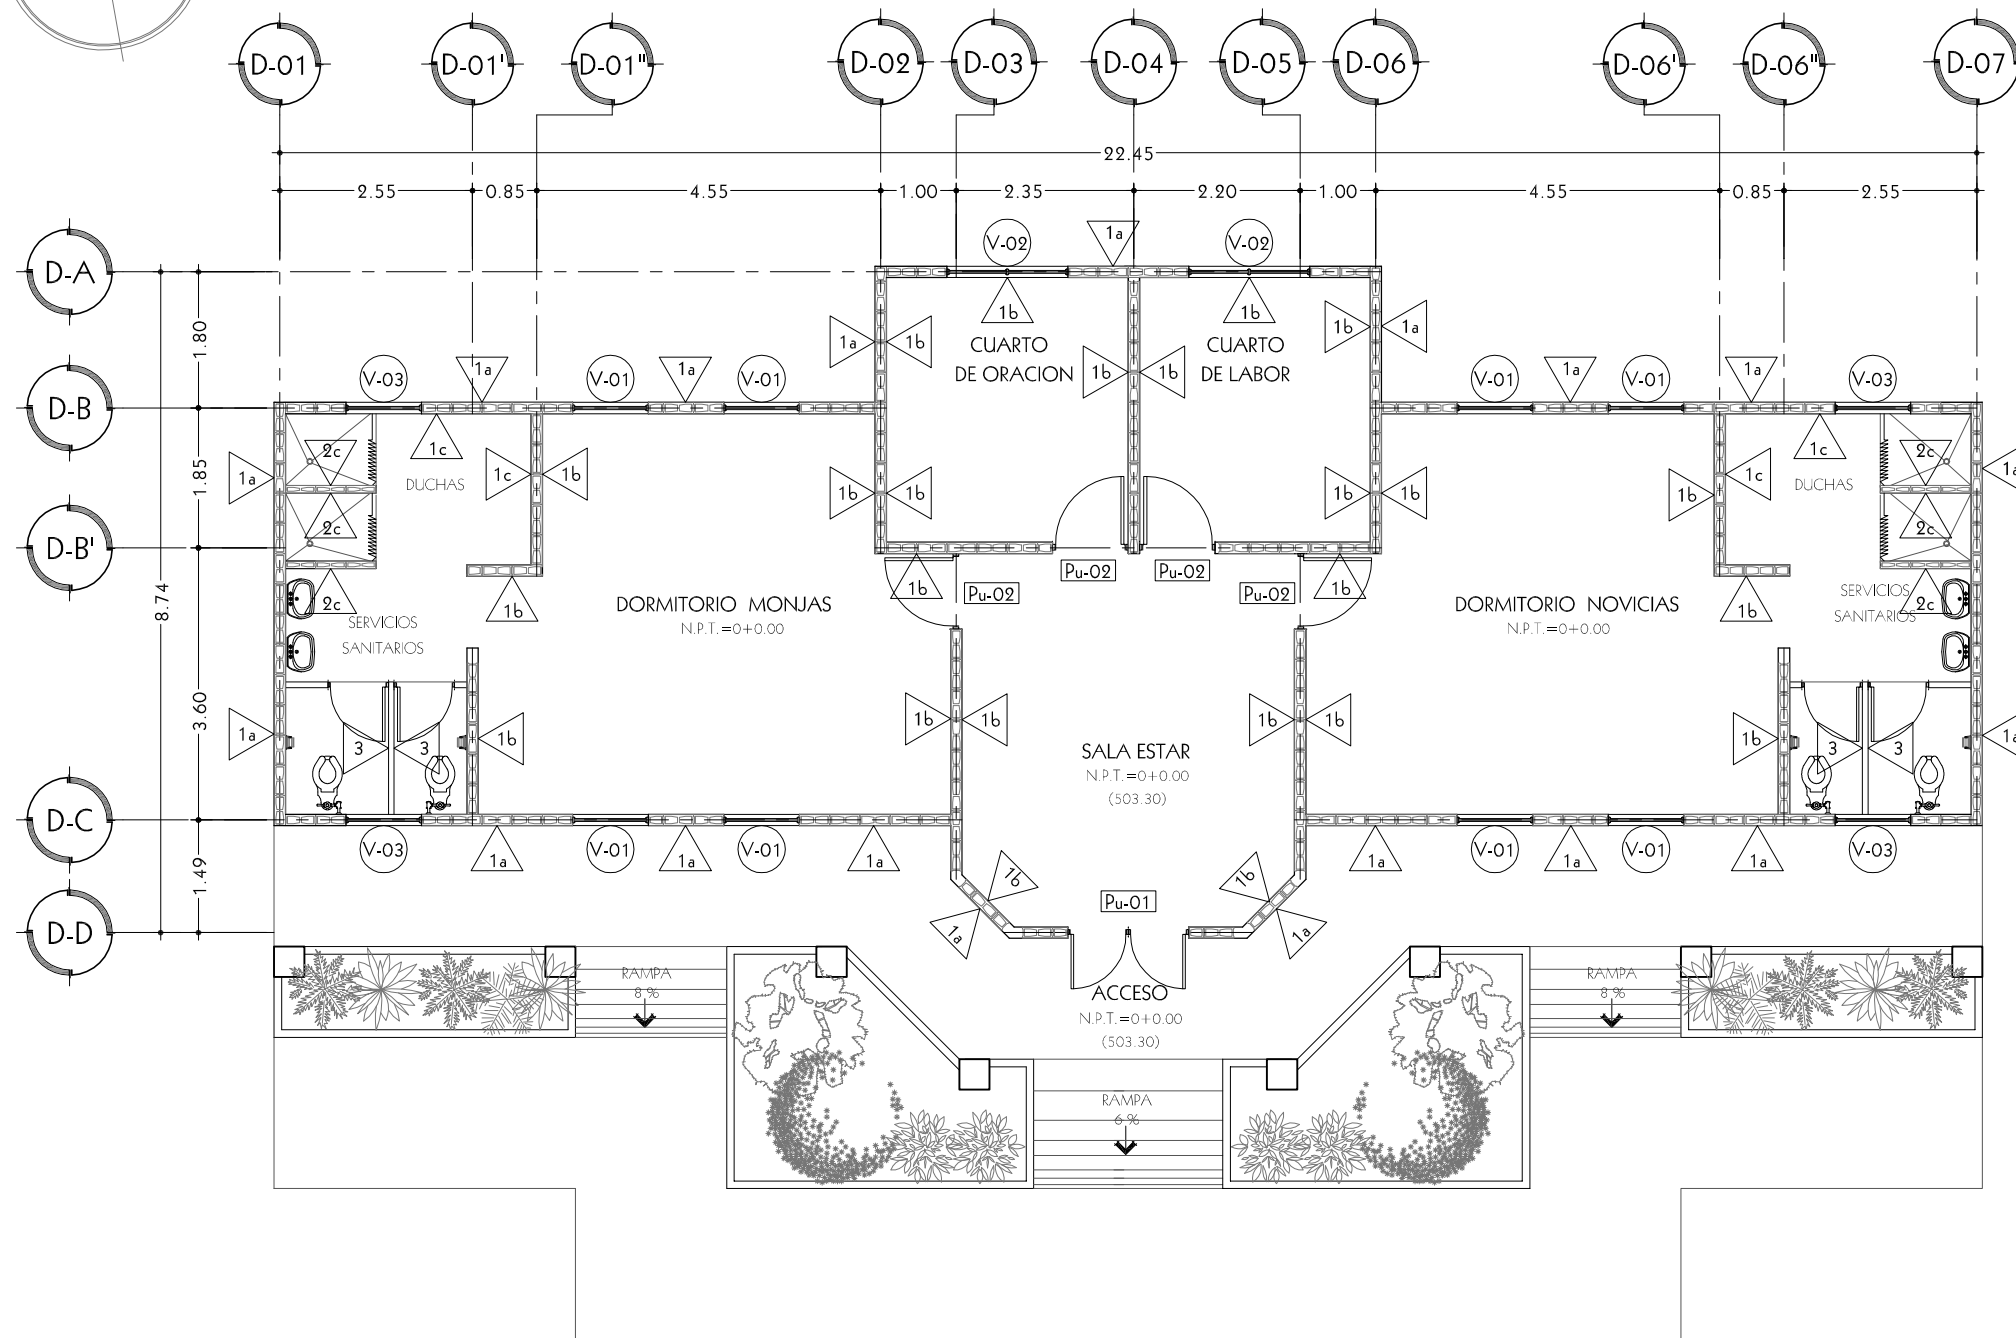 D-01 D-01' D-01" D-02 D-03 D-04 D-05 D-06 D-06' D-06" D-07
22.45
2.55 0.85 4.55 1.00 2.35 2.20 1.00 4.55 0.85 2.55
D-A
V-02 1a V-02
1b 1b
1.80
1a 1b 1b 1a
CUARTO
DE ORACION
1b 1b
CUARTO
DE LABOR
D-B
V-03 1a V-01 1a V-01
V-01 1a V-01 1a V-03
1.85
1a 2c 1c 1c 1b 1b 1b 1b 1b 1b 1c 1c 2c 1a
DUCHAS
DUCHAS
2c
2c
D-B'
Pu-02 Pu-02
8.74
2c 1b 1b Pu-02 Pu-02 1b 1b 2c
SERVICIOS
SANITARIOS
DORMITORIO MONJAS
N.P.T.=0+0.00
DORMITORIO NOVICIAS
N.P.T.=0+0.00
SERVICIOS
SANITARIOS
3.60
1b 1b 1b 1b
1a 3 3 1b
1b 3 3 1a
SALA ESTAR
N.P.T.=0+0.00
(503.30)
D-C
V-03 1a V-01 1a V-01 1a
1a V-01 1a V-01 1a V-03
1.49
1b 1b
Pu-01
1a 1a
D-D
RAMPA
8 %
ACCESO
N.P.T.=0+0.00
(503.30)
RAMPA
8 %
RAMPA
6 %